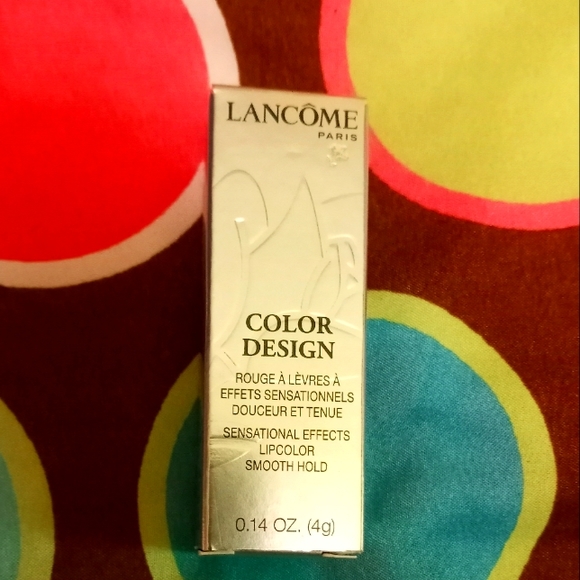 LANCÔME
PARIS
COLOR
DESIGN
ROUGE À LÈVRES À
EFFETS SENSATIONNELS
DOUCEUR ET TENUE
SENSATIONAL EFFECTS
LIPCOLOR
SMOOTH HOLD
0.14 OZ. (4g)